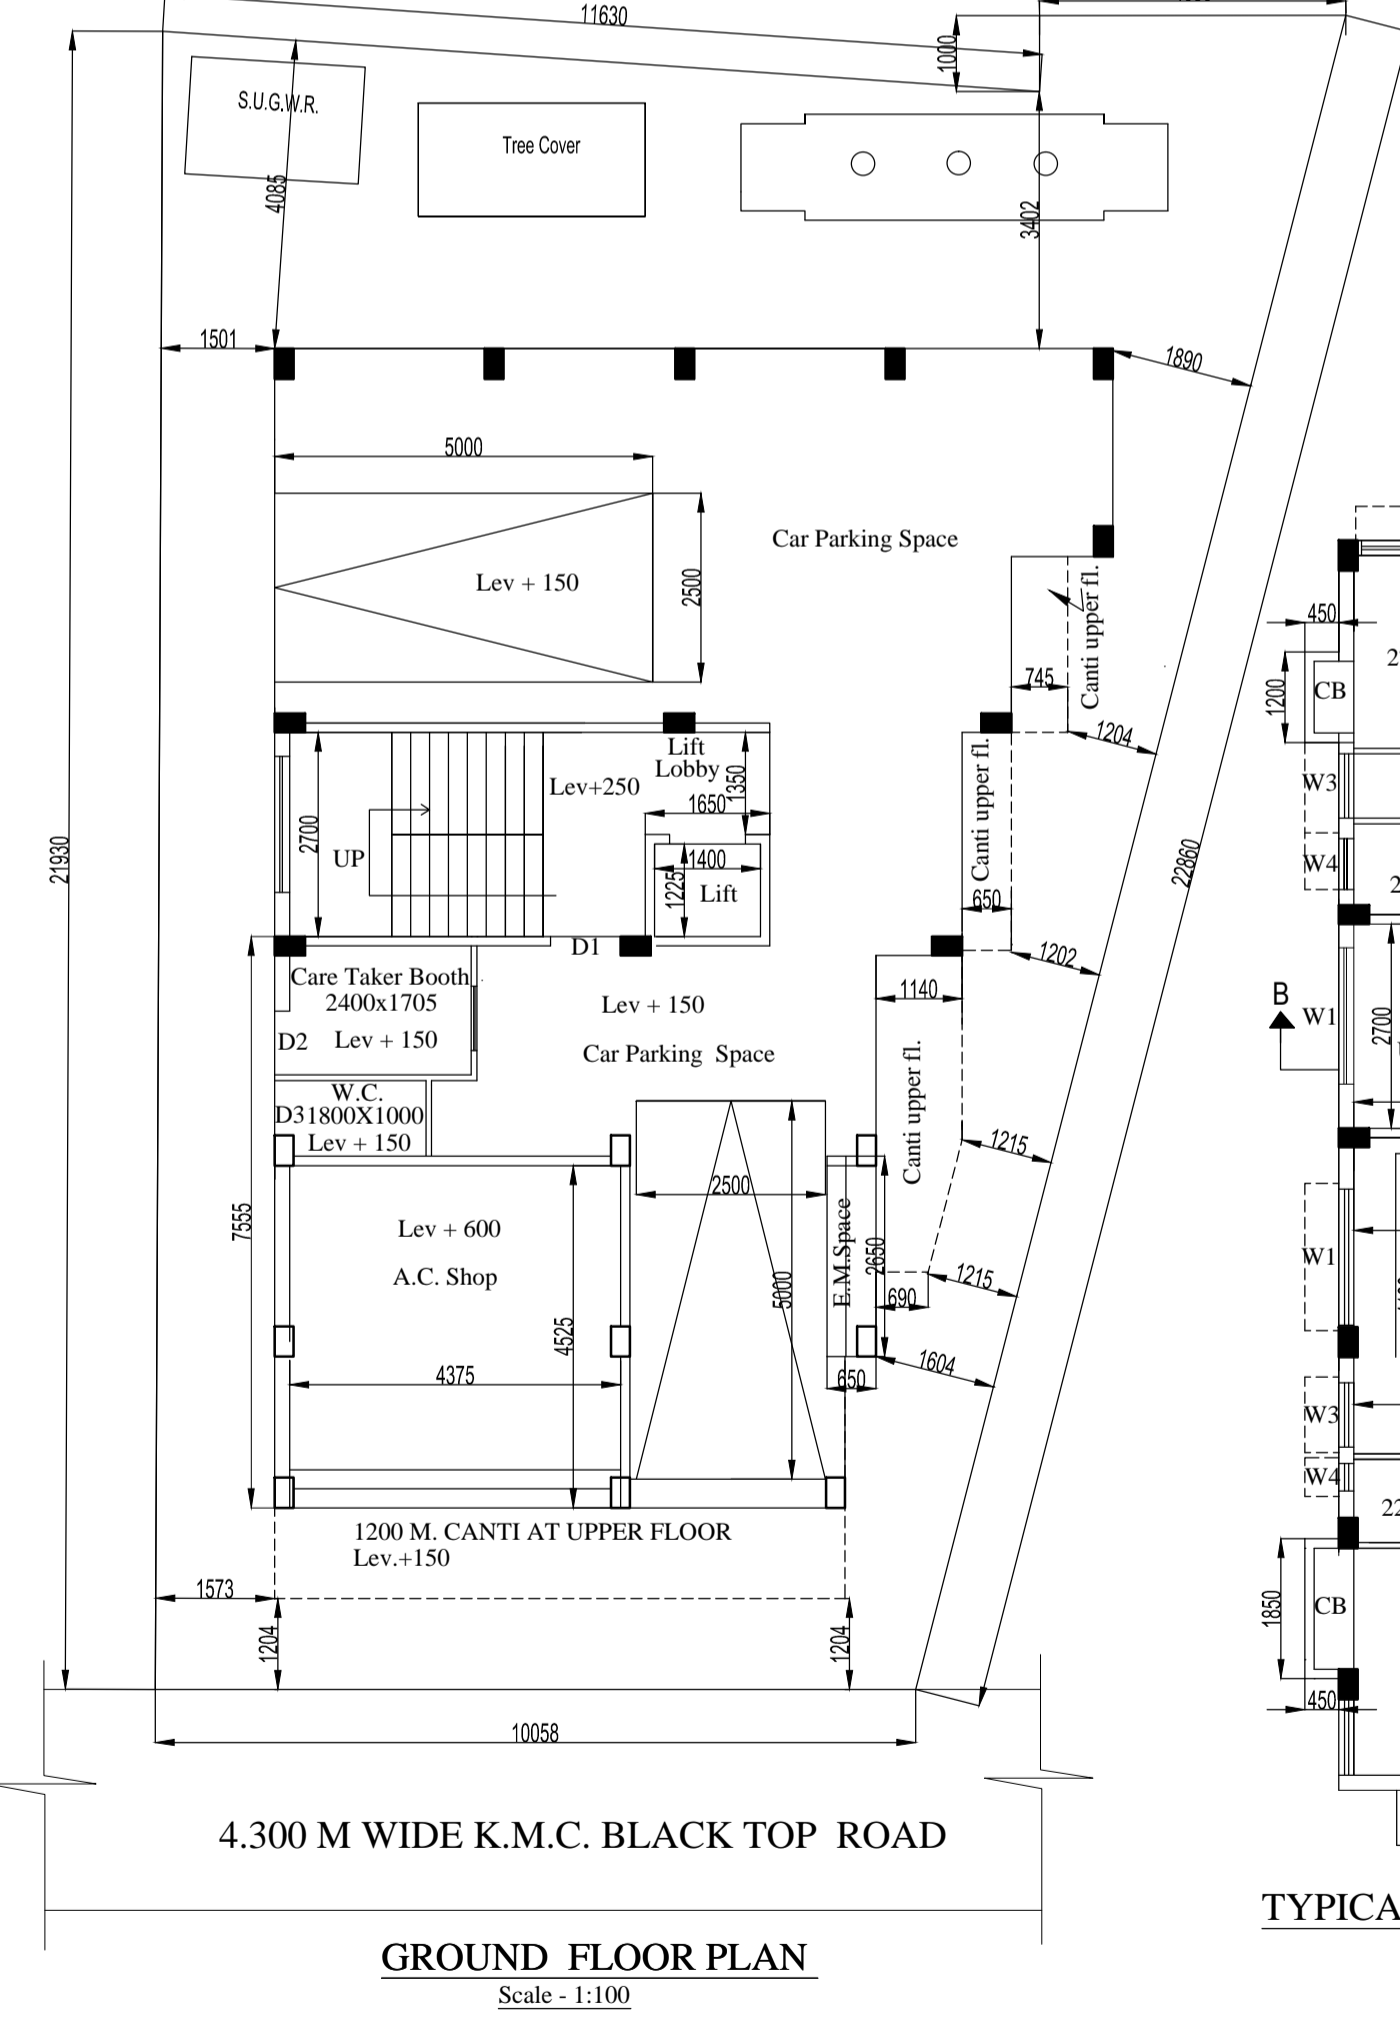 11630
1000
S.U.G.W.R.
Tree Cover
4085
3402
1501
1890
5000
Car Parking Space
Lev + 150
2500
Canti upper fl.
745
1204
450
CB
1200
W3
W4
Lift
Lobby
Lev+250
1350
1650
2700
UP
1400
1225
Lift
Canti upper fl.
650
21930
22860
D1
1202
Care Taker Booth
2400x1705
D2
Lev + 150
Lev + 150
Car Parking Space
1140
Canti upper fl.
B
W1
2700
W.C.
D31800X1000
Lev + 150
1215
2500
7555
Lev + 600
A.C. Shop
E.M.Space
2650
5000
690
1215
W1
4525
4375
650
1604
W3
W4
1200 M. CANTI AT UPPER FLOOR
Lev.+150
1573
1204
1204
1850
CB
450
10058
4.300 M WIDE K.M.C. BLACK TOP ROAD
GROUND FLOOR PLAN
Scale - 1:100